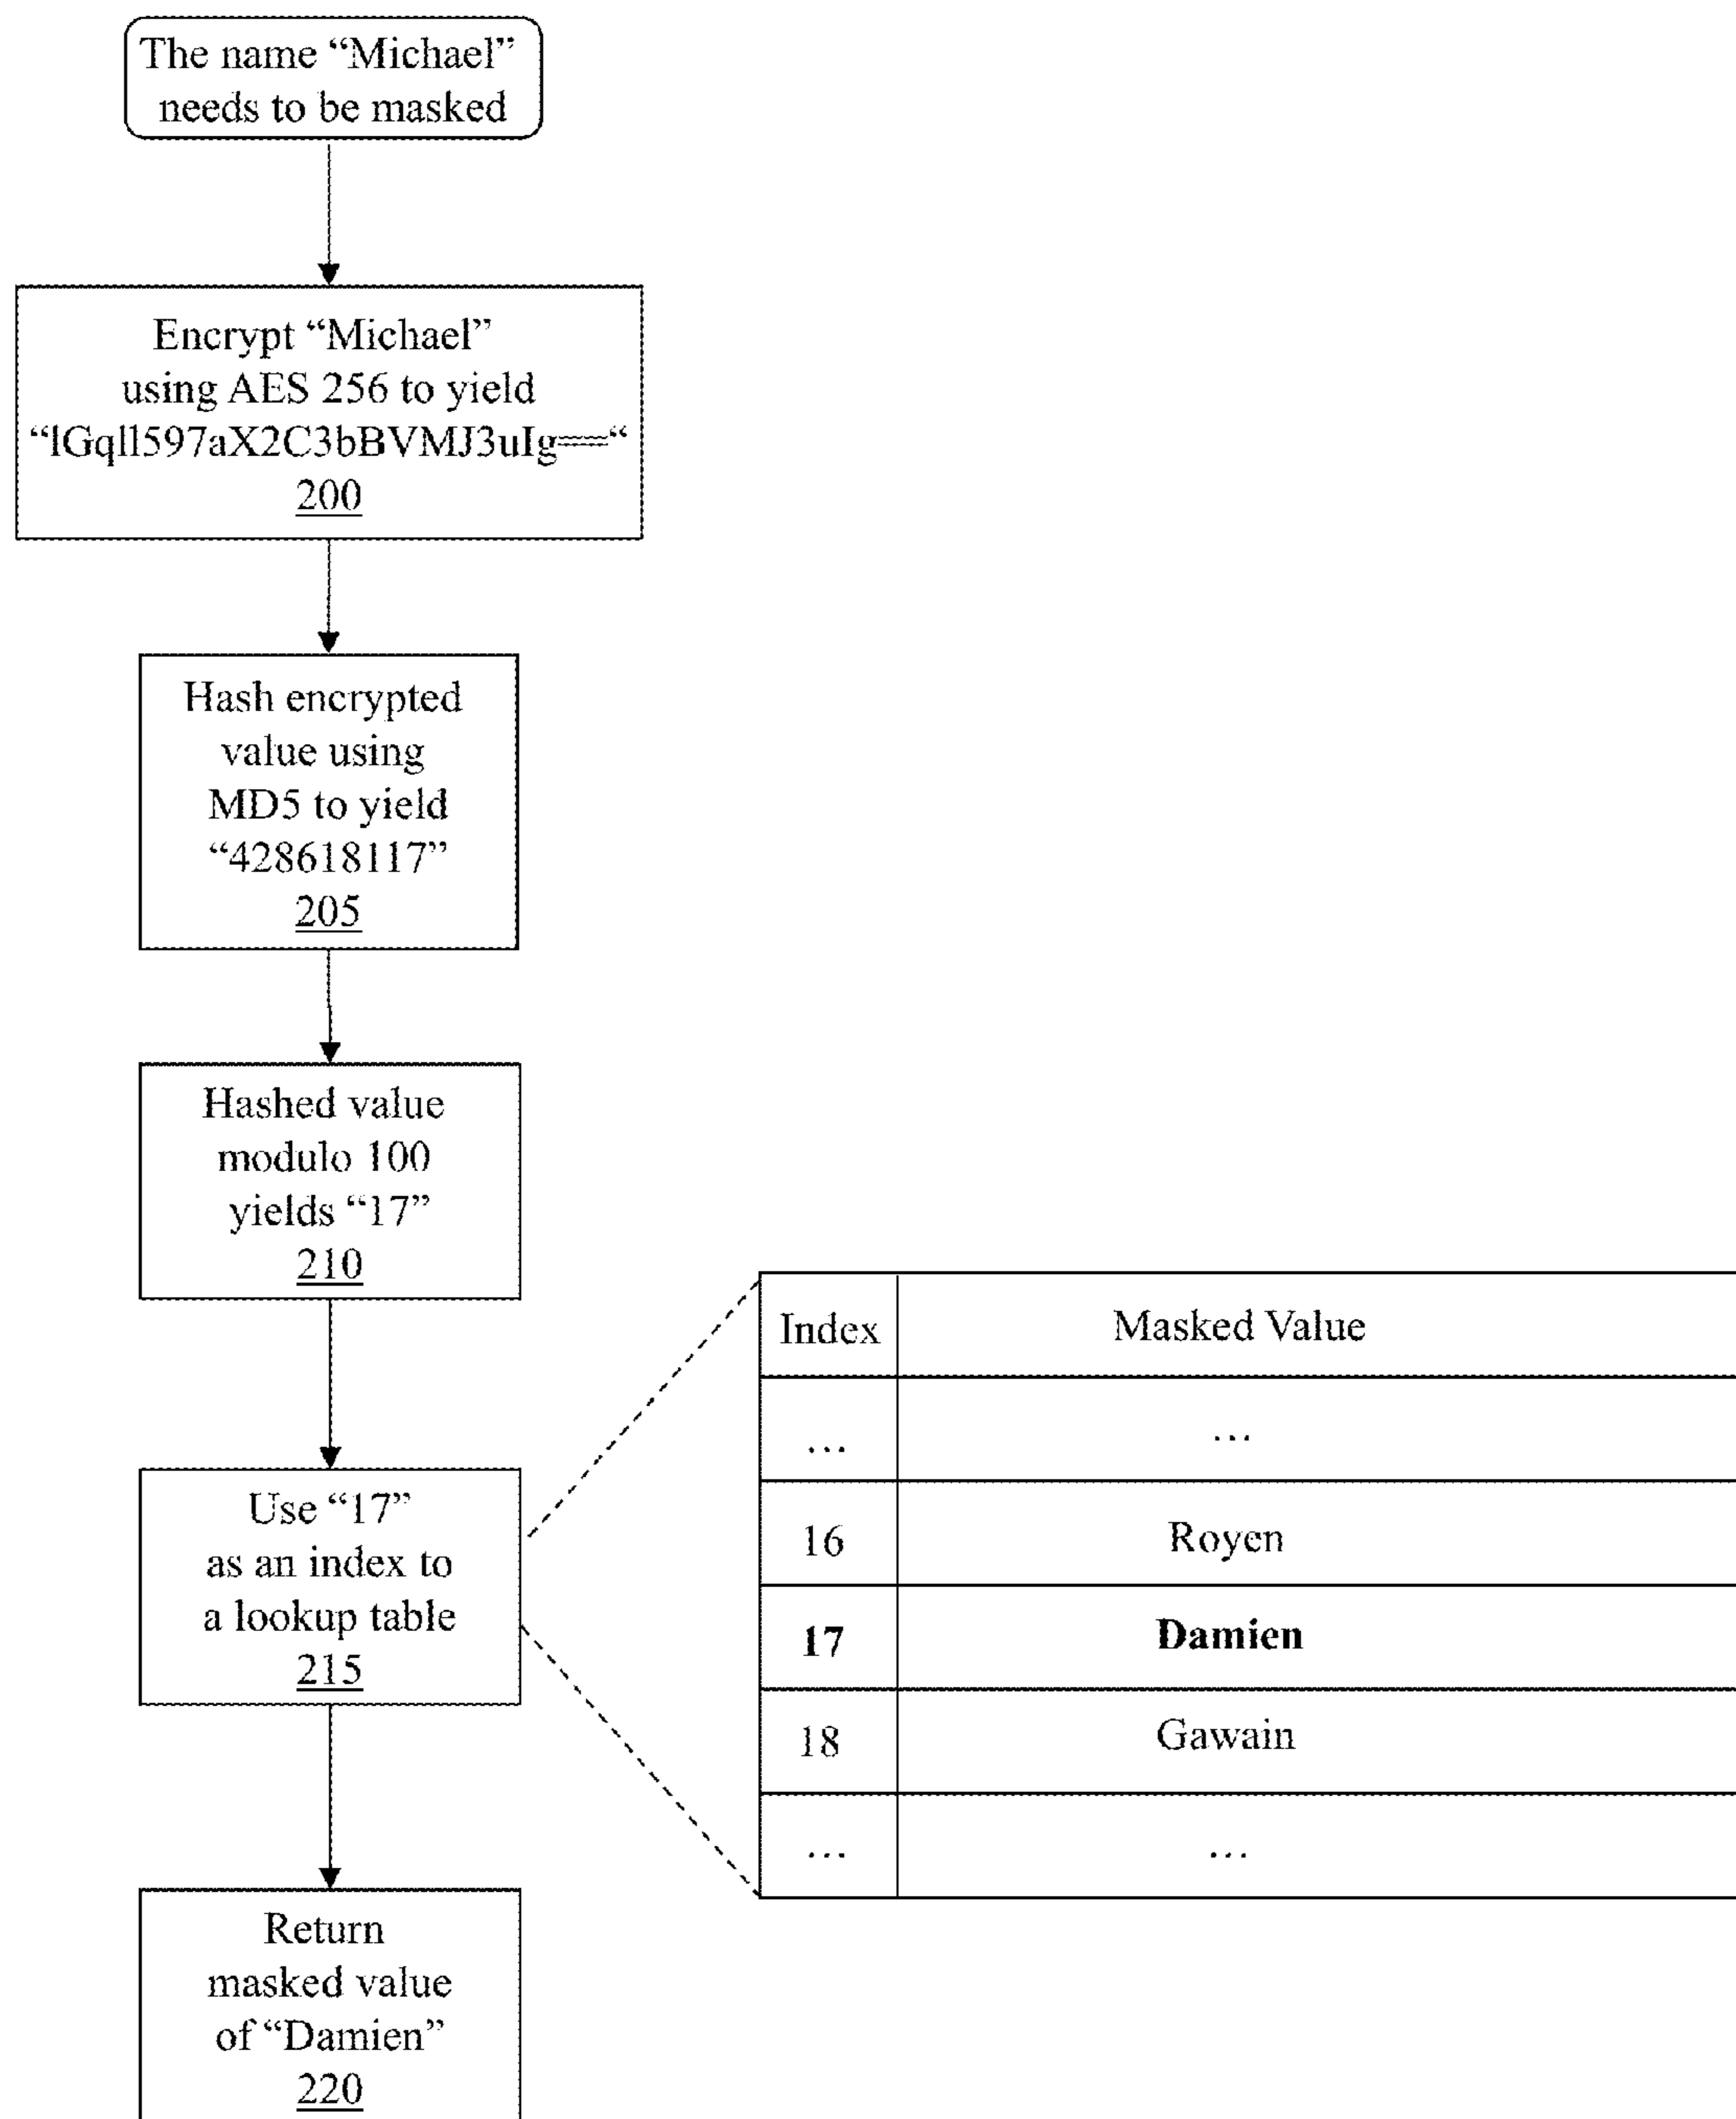 The name “Michael”
needs to be masked
Encrypt “Michael”
using AES 256 to yield
“lGqll597aX2C3bBVMJ3uIg==“
200
Hash encrypted
value using
MD5 to yield
“428618117”
205
Hashed value
modulo 100
yields “17”
210
Use “17”
as an index to
a lookup table
215
Index Masked Value
... ...
16 Royen
17 Damien
18 Gawain
... ...
Return
masked value
of “Damien”
220